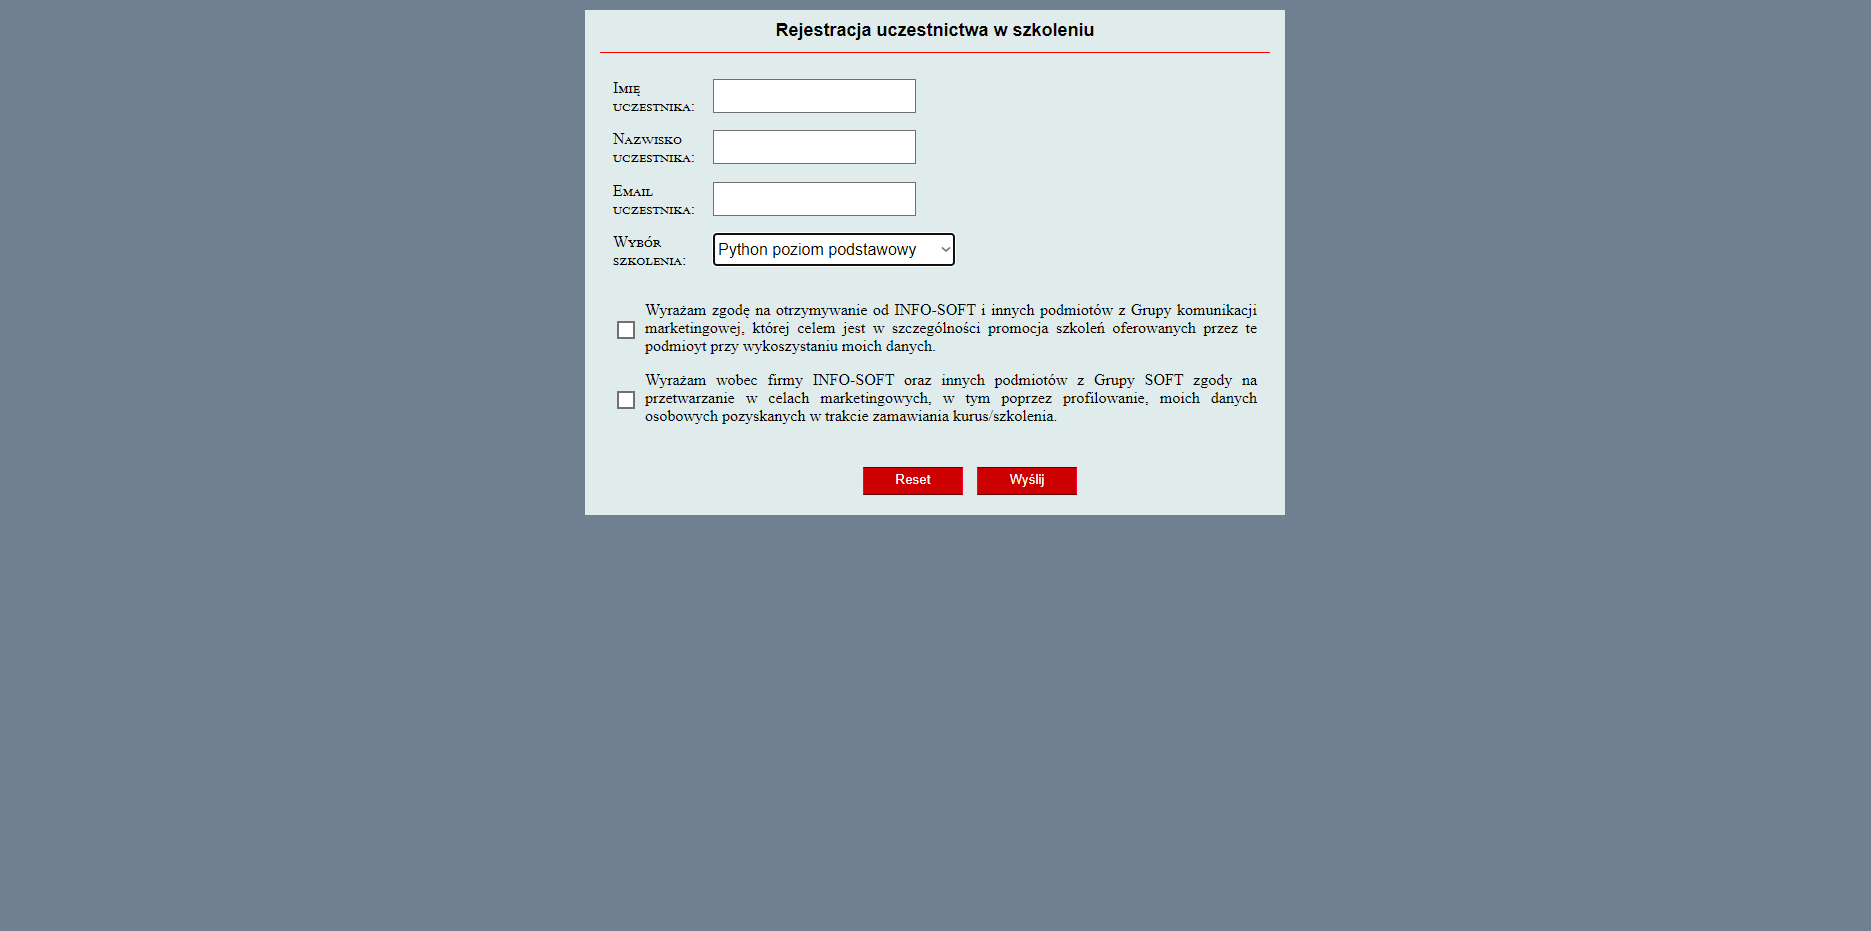 Rejestracja uczestnictwa w szkoleniu
Imię
uczestnika:
Nazwisko
uczestnika:
Email
uczestnika:
Wybór
szkolenia:
Python poziom podstawowy
Wyrażam zgodę na otrzymywanie od INFO-SOFT i innych podmiotów z Grupy komunikacji
marketingowej, której celem jest w szczególności promocja szkoleń oferowanych przez te
podmioyt przy wykoszystaniu moich danych.
Wyrażam wobec firmy INFO-SOFT oraz innych podmiotów z Grupy SOFT zgody na
przetwarzanie w celach marketingowych, w tym poprzez profilowanie, moich danych
osobowych pozyskanych w trakcie zamawiania kurus/szkolenia.
Reset Wyślij